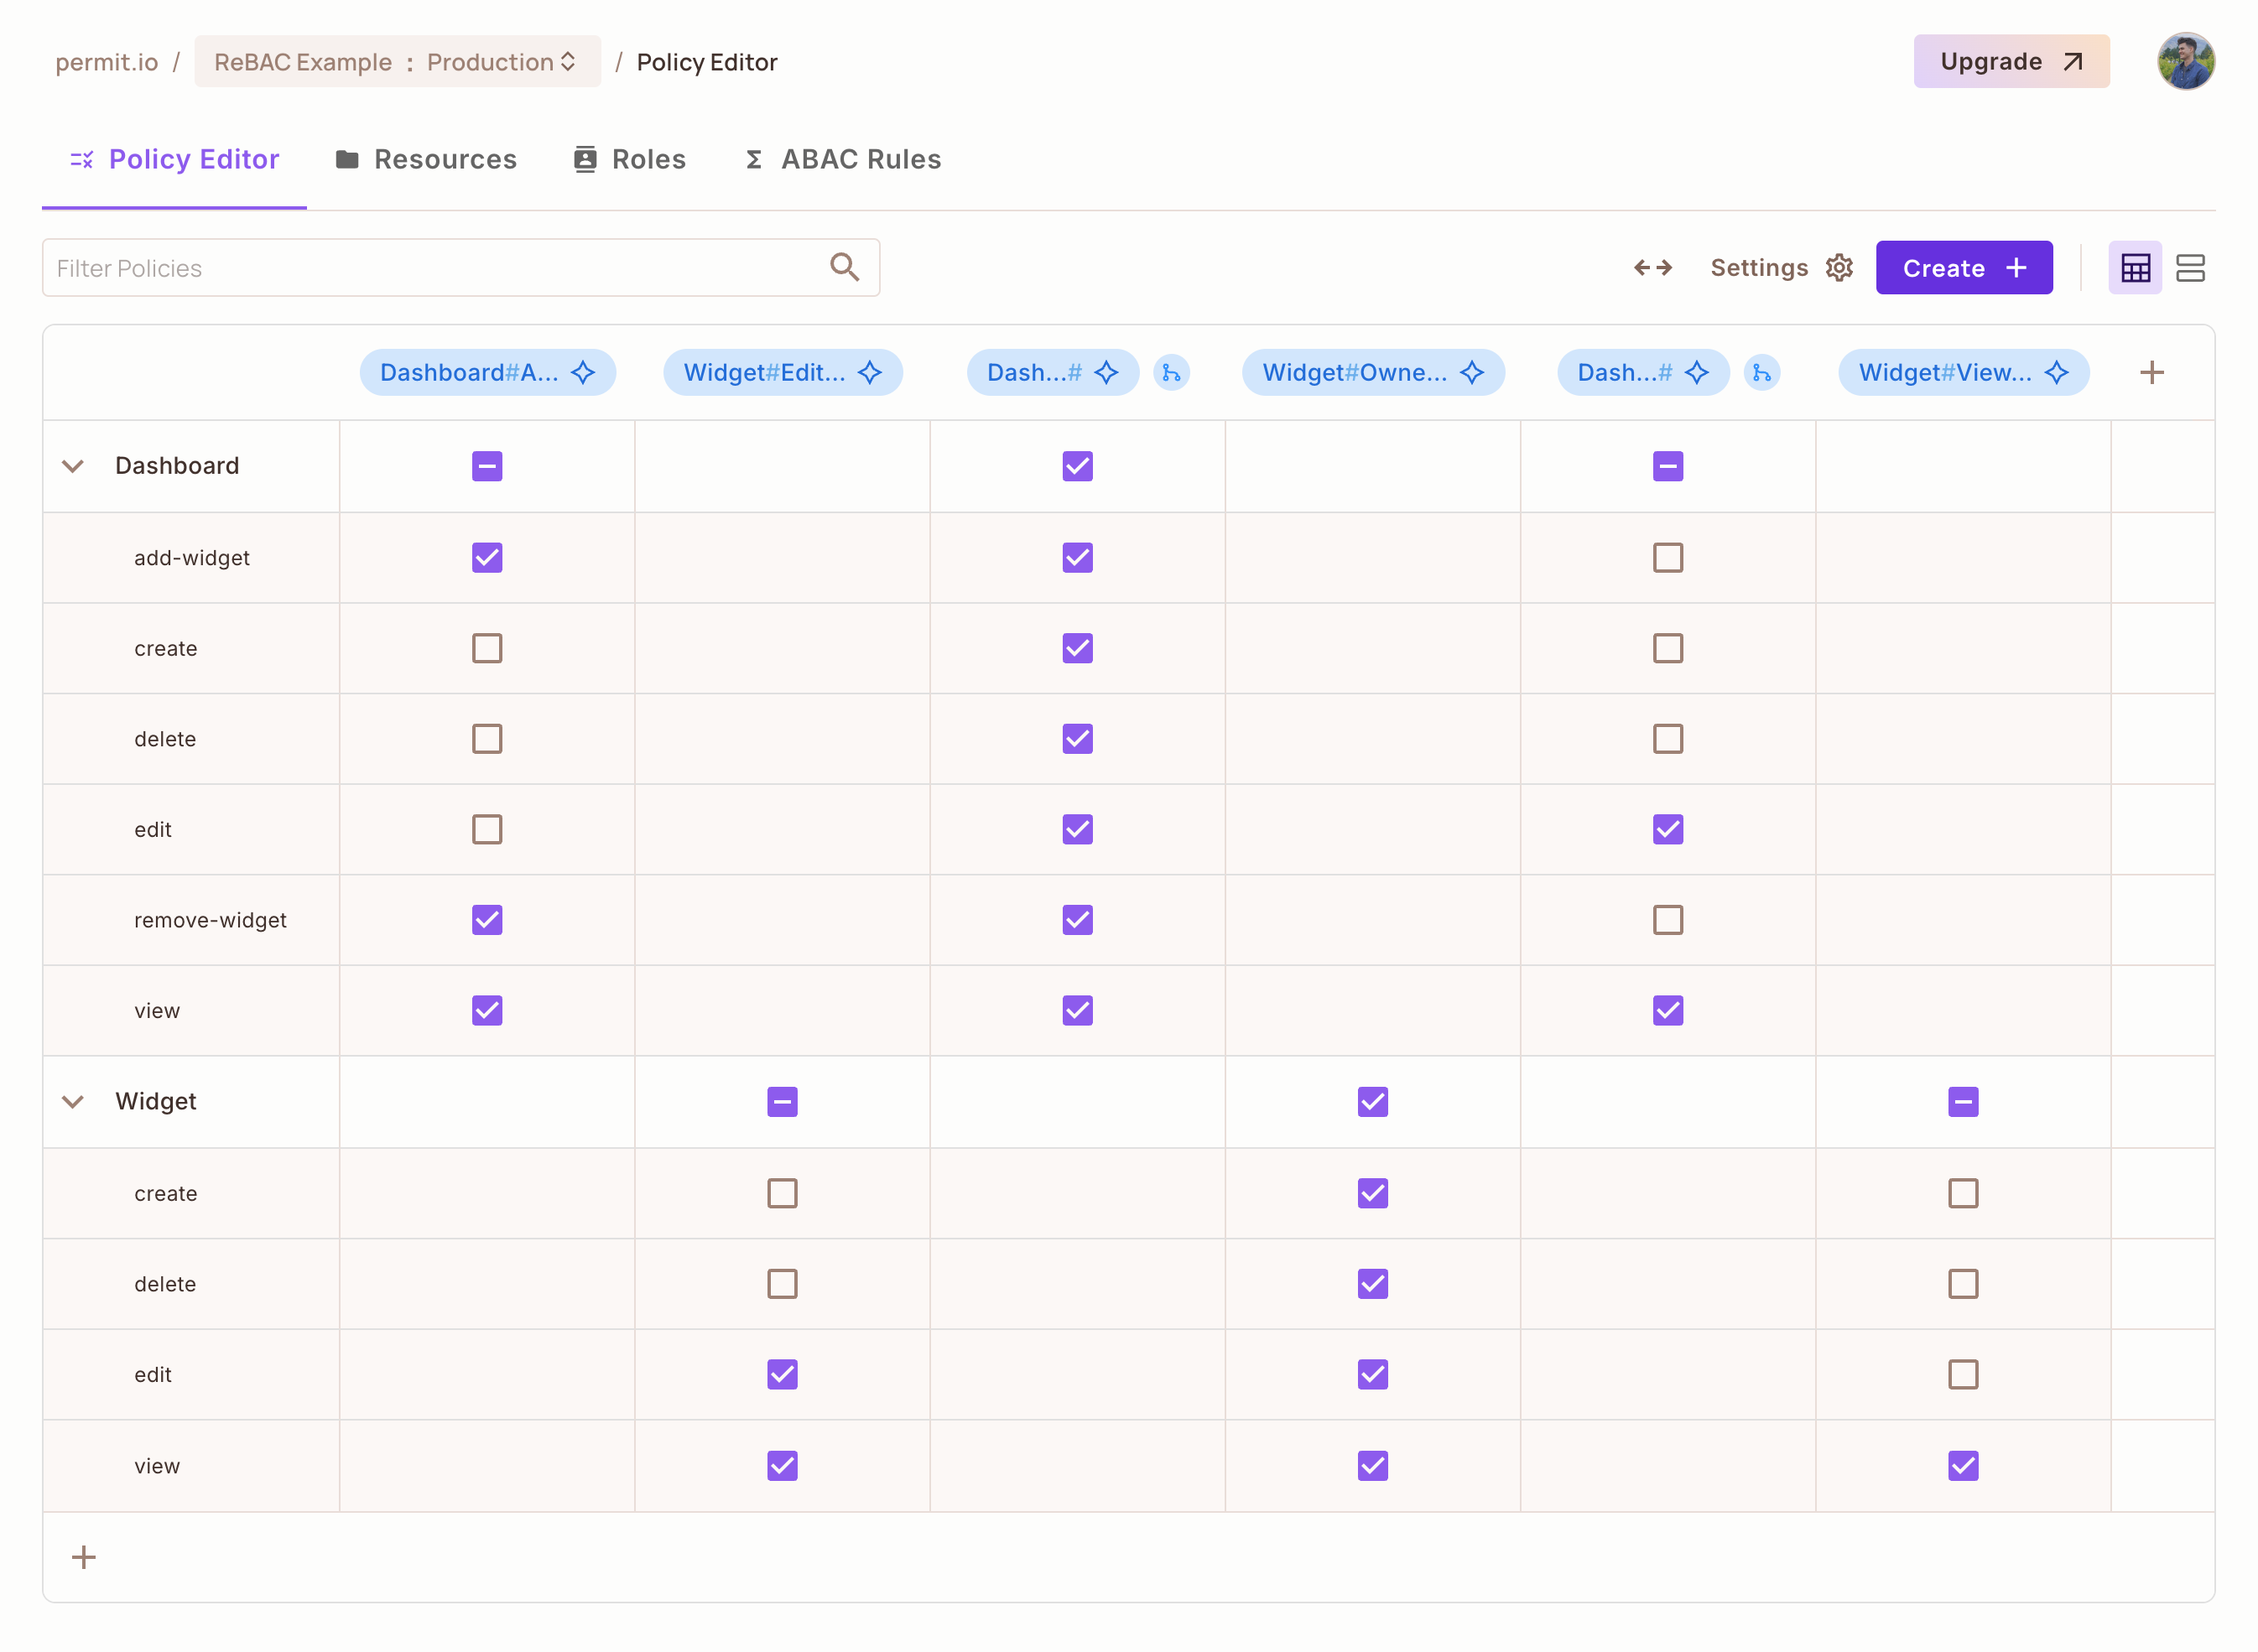 permit.io / ReBAC Example : Production / Policy Editor
Upgrade
Policy Editor Resources Roles ABAC Rules
Filter Policies
Settings
Create
Dashboard#A... Widget#Edit... Dash...# Widget#Owne... Dash...# Widget#View...
Dashboard
add-widget
create
delete
edit
remove-widget
view
Widget
create
delete
edit
view